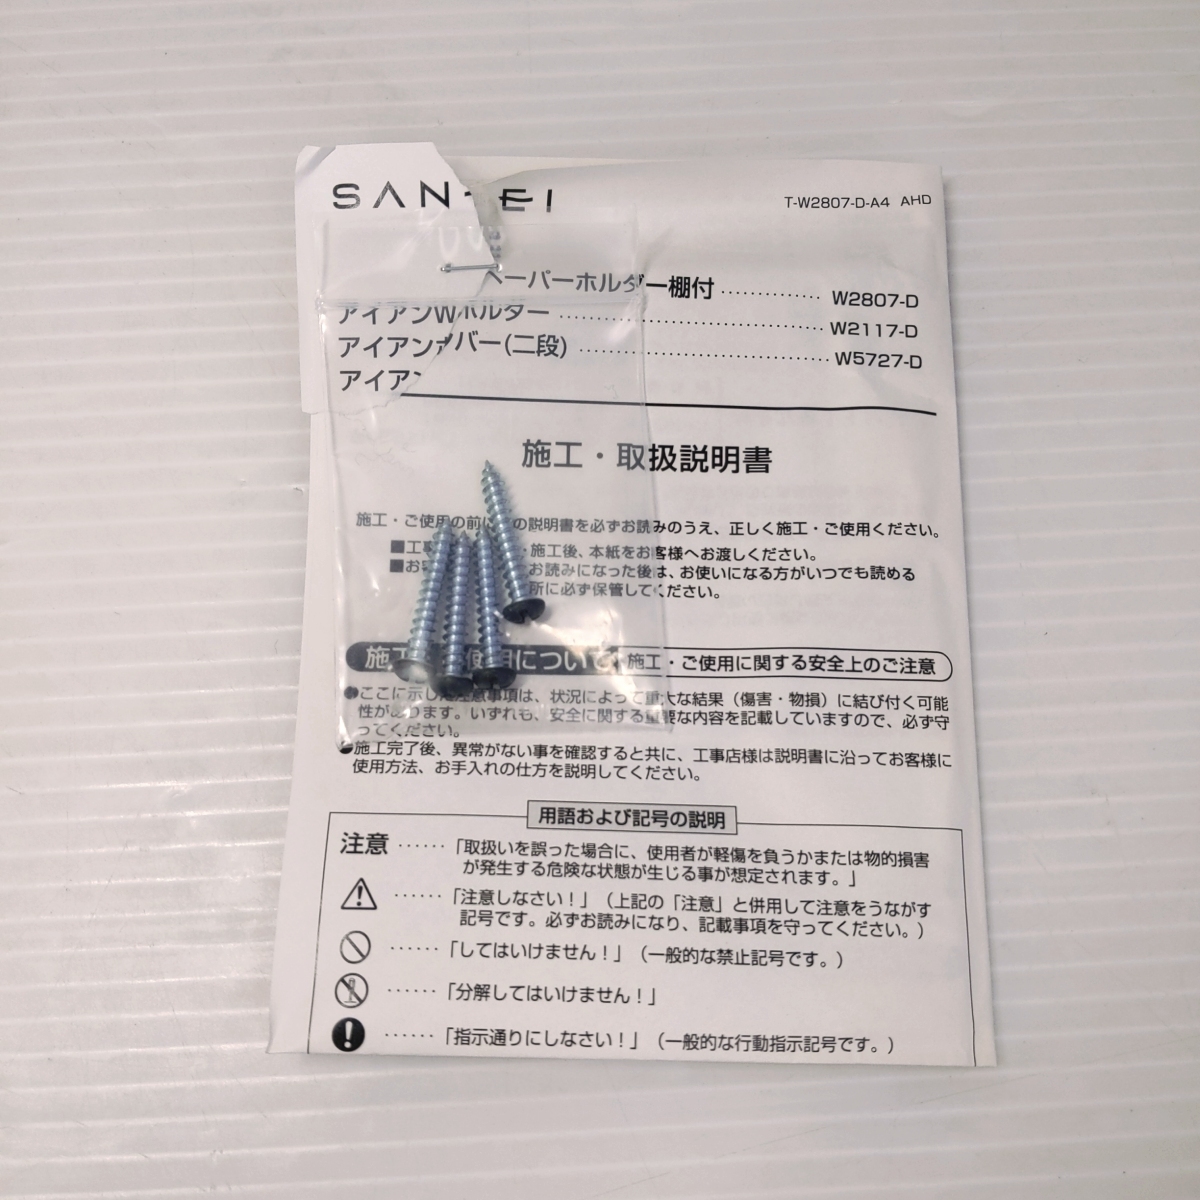 SANEI
T-W2807-D-A4 AHD
ペーパーホルダー棚付 ············· W2807-D
アイアンWホルダー ································ W2117-D
アイアン バー(二段) ······························ W5727-D
アイアン
施工・取扱説明書
施工・ご使用の前に の説明書を必ずお読みのうえ、正しく施工・ご使用ください。
■工事 ・施工後、本紙をお客様へお渡しください。
■お客 お読みになった後は、お使いになる方がいつでも読める
所に必ず保管してください。
施工 使用について 施工・ご使用に関する安全上のご注意
●ここに示した注意事項は、状況によって重大な結果（傷害・物損）に結び付く可能
性があります。いずれも、安全に関する重要な内容を記載していますので、必ず守
ってください。
●施工完了後、異常がない事を確認すると共に、工事店様は説明書に沿ってお客様に
使用方法、お手入れの仕方を説明してください。
用語および記号の説明
注意 ······ 「取扱いを誤った場合に、使用者が軽傷を負うかまたは物的損害
が発生する危険な状態が生じる事が想定されます。」
······ 「注意しなさい！」（上記の「注意」と併用して注意をうながす
記号です。必ずお読みになり、記載事項を守ってください。）
······ 「してはいけません！」（一般的な禁止記号です。）
······ 「分解してはいけません！」
······ 「指示通りにしなさい！」（一般的な行動指示記号です。）